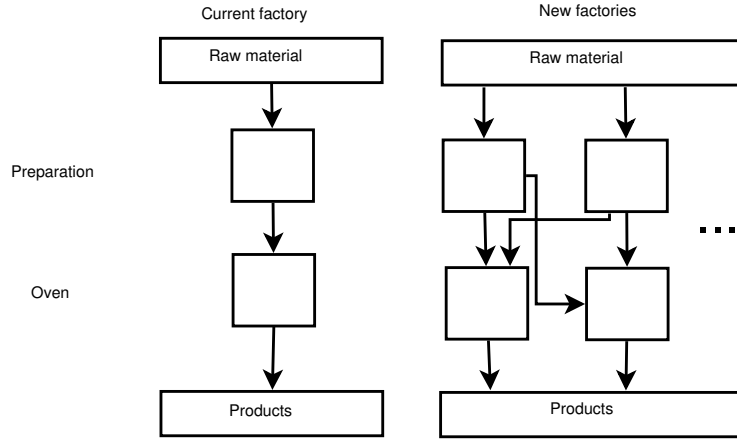 Current factory
New factories
Raw material
Raw material
Preparation
Oven
Products
Products